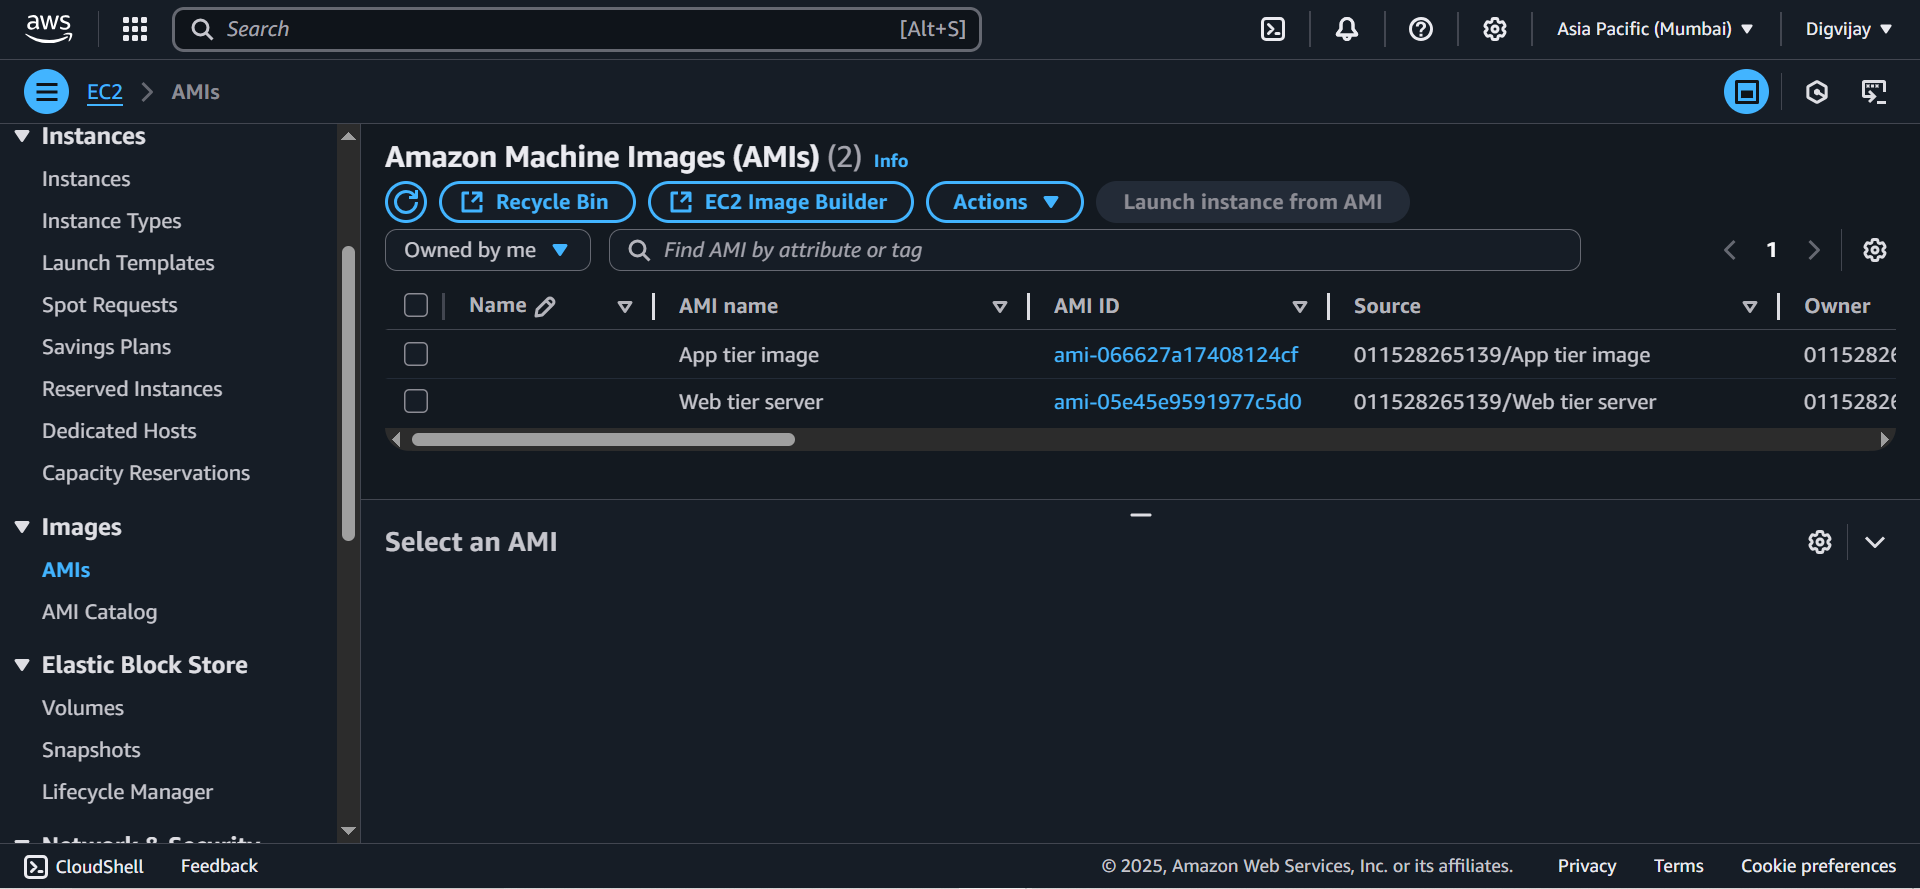 aws
Search [Alt+S]
Asia Pacific (Mumbai)
Digvijay
EC2 > AMIs
Instances
Instances
Instance Types
Launch Templates
Spot Requests
Savings Plans
Reserved Instances
Dedicated Hosts
Capacity Reservations
Images
AMIs
AMI Catalog
Elastic Block Store
Volumes
Snapshots
Lifecycle Manager
Network & Security
Amazon Machine Images (AMIs) (2) Info
Recycle Bin
EC2 Image Builder
Actions
Launch instance from AMI
Owned by me
Find AMI by attribute or tag
1
Name AMI name AMI ID Source Owner
App tier image ami-066627a17408124cf 011528265139/App tier image 01152826
Web tier server ami-05e45e9591977c5d0 011528265139/Web tier server 01152826
Select an AMI
CloudShell Feedback © 2025, Amazon Web Services, Inc. or its affiliates. Privacy Terms Cookie preferences